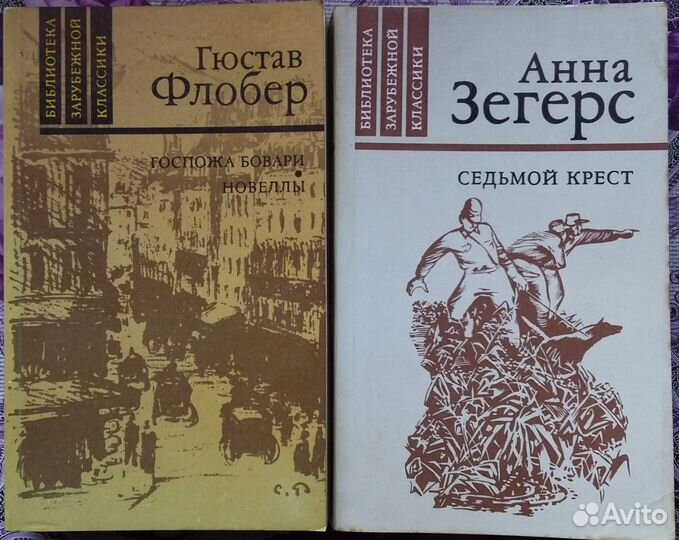 БИБЛИОТЕКА
ЗАРУБЕЖНОЙ
КЛАССИКИ
Гюстав
Флобер
ГОСПОЖА БОВАРИ
НОВЕЛЛЫ
БИБЛИОТЕКА
ЗАРУБЕЖНОЙ
КЛАССИКИ
Анна
Зегерс
СЕДЬМОЙ КРЕСТ
Avito